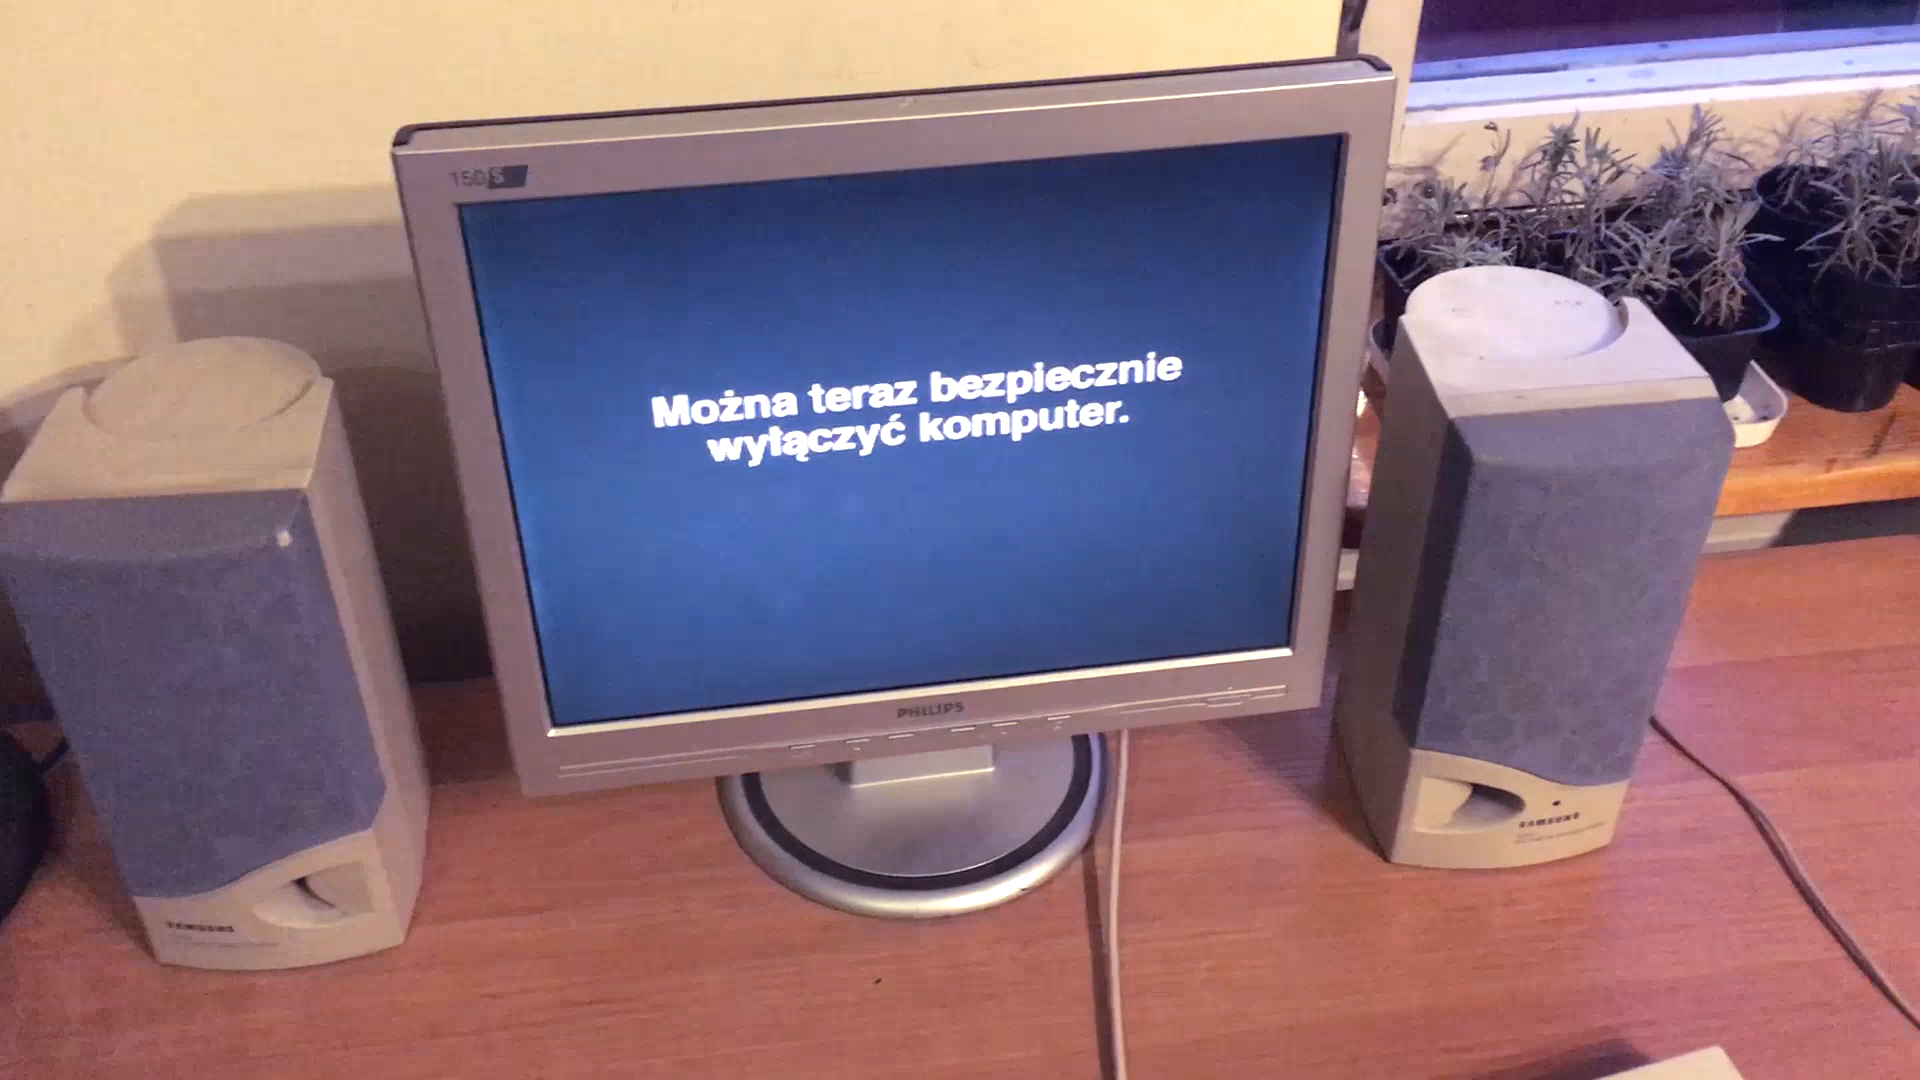 150S
Można teraz bezpiecznie
wyłączyć komputer.
PHILIPS
SAMSUNG
SAMSUNG